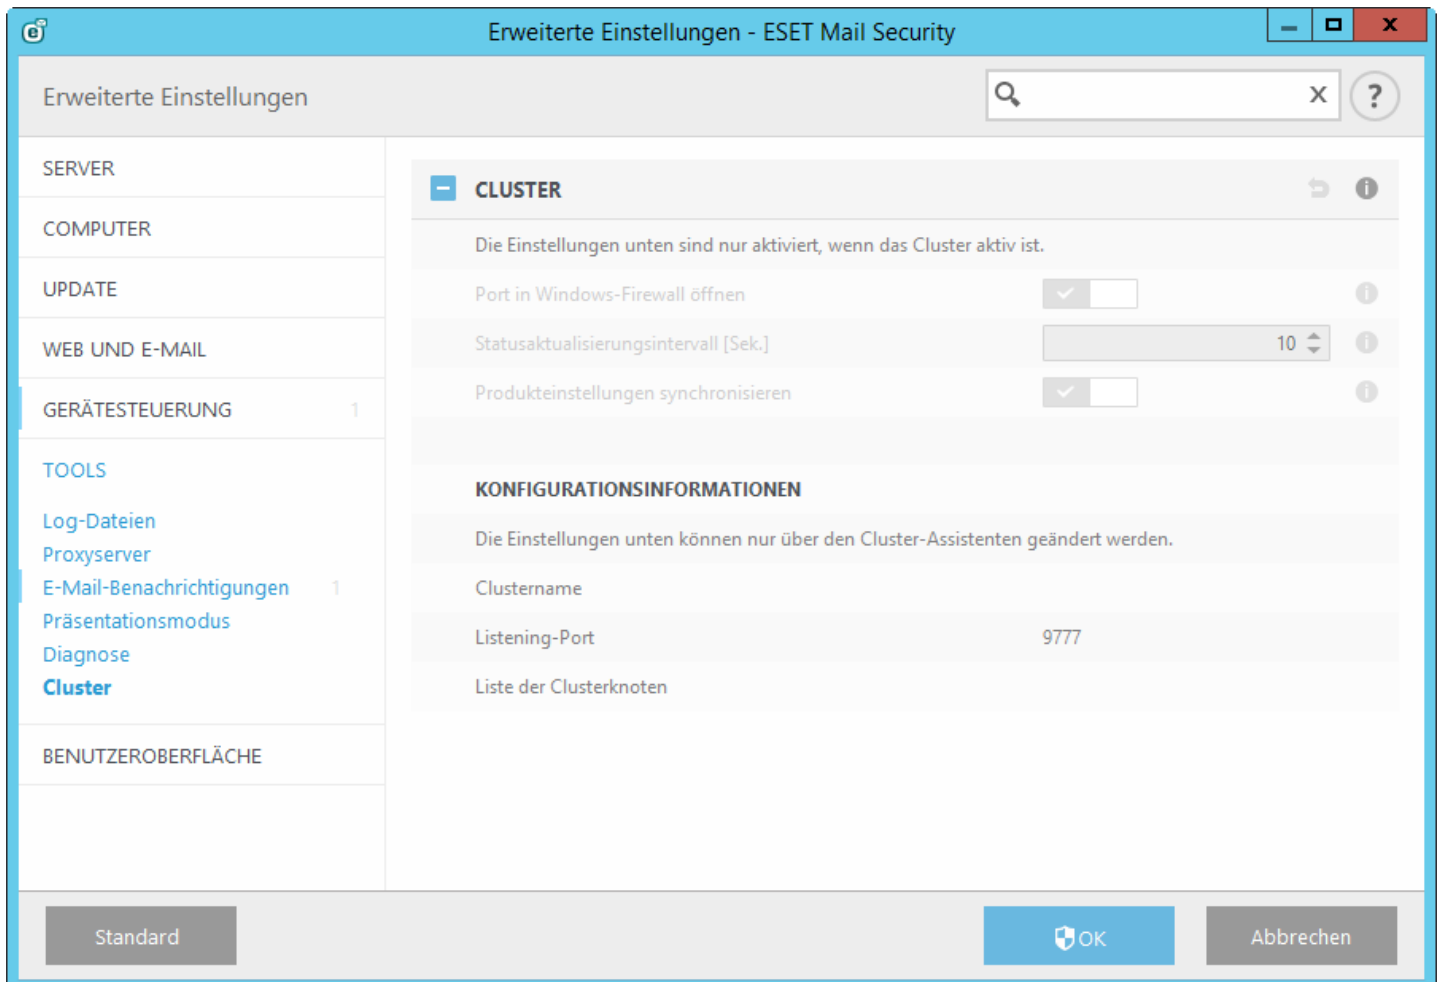 Erweiterte Einstellungen - ESET Mail Security
Erweiterte Einstellungen
x
?
SERVER
COMPUTER
UPDATE
WEB UND E-MAIL
GERÄTESTEUERUNG 1
TOOLS
Log-Dateien
Proxyserver
E-Mail-Benachrichtigungen 1
Präsentationsmodus
Diagnose
Cluster
BENUTZEROBERFLÄCHE
CLUSTER
Die Einstellungen unten sind nur aktiviert, wenn das Cluster aktiv ist.
Port in Windows-Firewall öffnen
Statusaktualisierungsintervall [Sek.] 10
Produkteinstellungen synchronisieren
KONFIGURATIONSINFORMATIONEN
Die Einstellungen unten können nur über den Cluster-Assistenten geändert werden.
Clustername
Listening-Port 9777
Liste der Clusterknoten
Standard
OK
Abbrechen